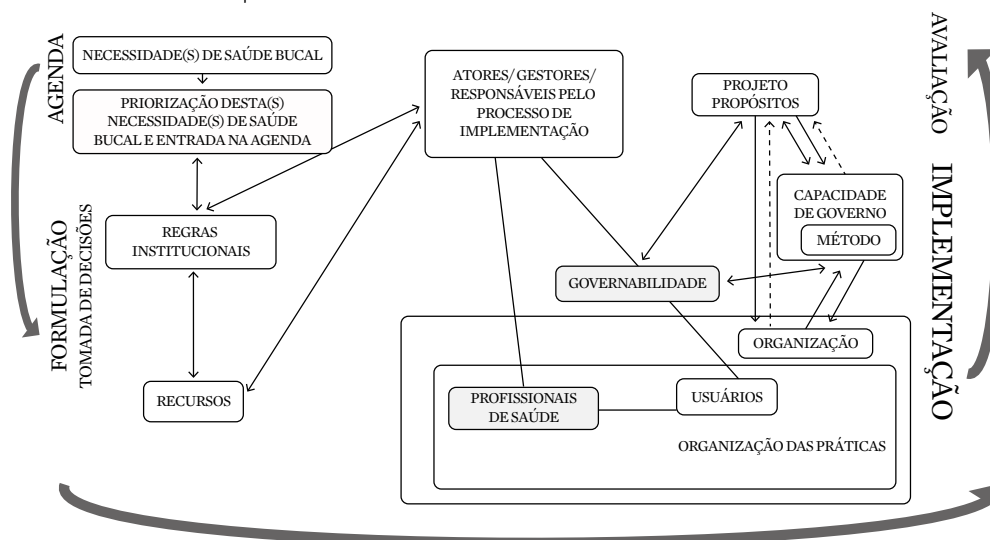 AGENDA
NECESSIDADE(S) DE SAÚDE BUCAL
PRIORIZAÇÃO DESTA(S)
NECESSIDADE(S) DE SAÚDE
BUCAL E ENTRADA NA AGENDA
FORMULAÇÃO
TOMADA DE DECISÕES
REGRAS
INSTITUCIONAIS
RECURSOS
ATORES/GESTORES/
RESPONSÁVEIS PELO
PROCESSO DE
IMPLEMENTAÇÃO
PROJETO
PROPÓSITOS
CAPACIDADE
DE GOVERNO
MÉTODO
GOVERNABILIDADE
ORGANIZAÇÃO
PROFISSIONAIS
DE SAÚDE
USUÁRIOS
ORGANIZAÇÃO DAS PRÁTICAS
AVALIAÇÃO
IMPLEMENTAÇÃO